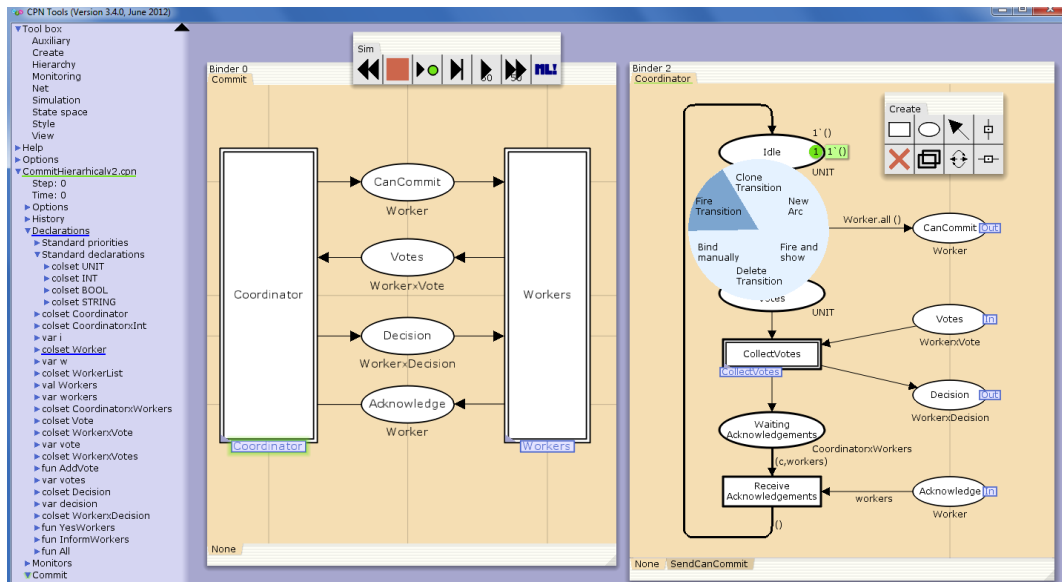 CPN Tools (Version 3.4.0, June 2012)
Tool box
Auxiliary
Create
Hierarchy
Monitoring
Net
Simulation
State space
Style
View
Help
Options
CommitHierarhicalv2.cpn
Step: 0
Time: 0
Options
History
Declarations
Standard priorities
Standard declarations
colset UNIT
colset INT
colset BOOL
colset STRING
colset Coordinator
colset CoordinatorxInt
var i
colset Worker
var w
colset WorkerList
val Workers
var workers
colset CoordinatorxWorkers
colset Vote
colset WorkerxVote
var vote
colset WorkerxVotes
fun AddVote
var votes
colset Decision
var decision
colset WorkerxDecision
fun YesWorkers
fun InformWorkers
fun All
Monitors
Commit
Binder 0
Commit
Sim
50
50
ML!
Coordinator
Coordinator
CanCommit
Worker
Votes
WorkerxVote
Decision
WorkerxDecision
Acknowledge
Worker
Workers
Workers
None
Binder 2
Coordinator
Create
1`()
Idle
1
1`()
UNIT
Clone
Transition
Fire
Transition
New
Arc
Bind
manually
Fire and
show
Delete
Transition
Worker.all ()
CanCommit
Out
Worker
Votes
UNIT
Votes
In
WorkerxVote
CollectVotes
CollectVotes
Decision
Out
WorkerxDecision
Waiting
Acknowledgements
CoordinatorxWorkers
(c,workers)
Receive
Acknowledgements
workers
Acknowledge
In
Worker
()
None
SendCanCommit